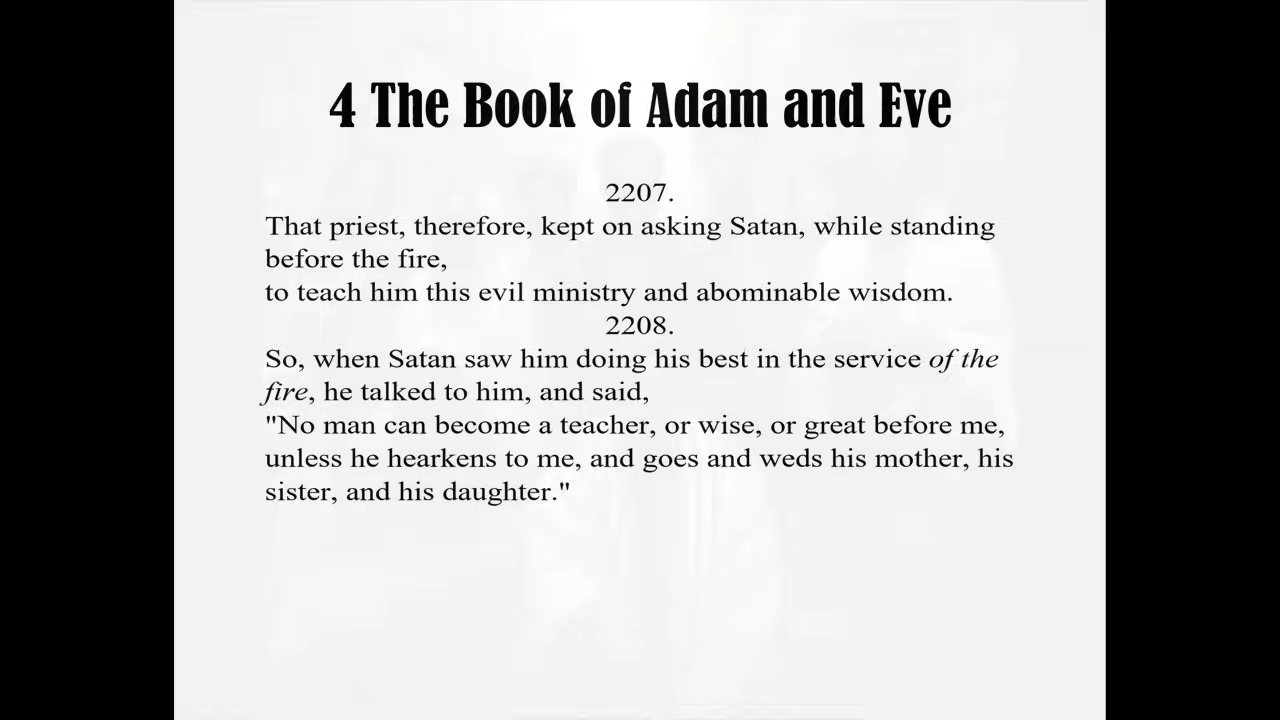 4 The Book of Adam and Eve
2207.
That priest, therefore, kept on asking Satan, while standing
before the fire,
to teach him this evil ministry and abominable wisdom.
2208.
So, when Satan saw him doing his best in the service of the
fire, he talked to him, and said,
"No man can become a teacher, or wise, or great before me,
unless he hearkens to me, and goes and weds his mother, his
sister, and his daughter."